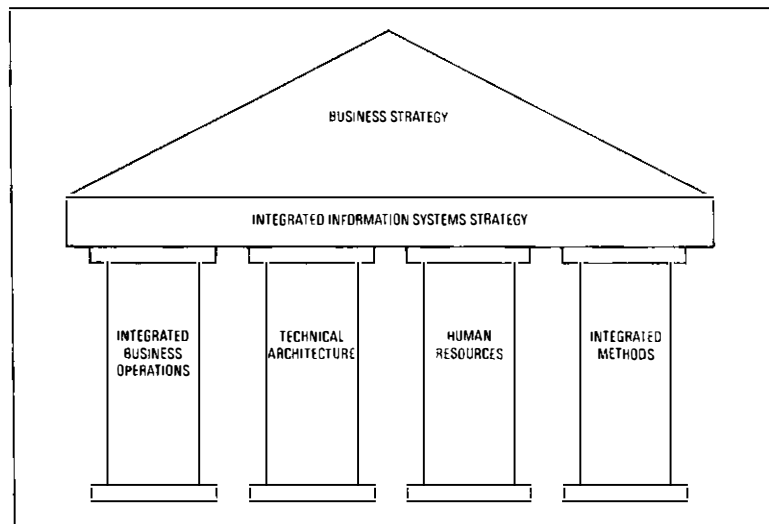 BUSINESS STRATEGY
INTEGRATED INFORMATION SYSTEMS STRATEGY
INTEGRATED
BUSINESS
OPERATIONS
TECHNICAL
ARCHITECTURE
HUMAN
RESOURCES
INTEGRATED
METHODS